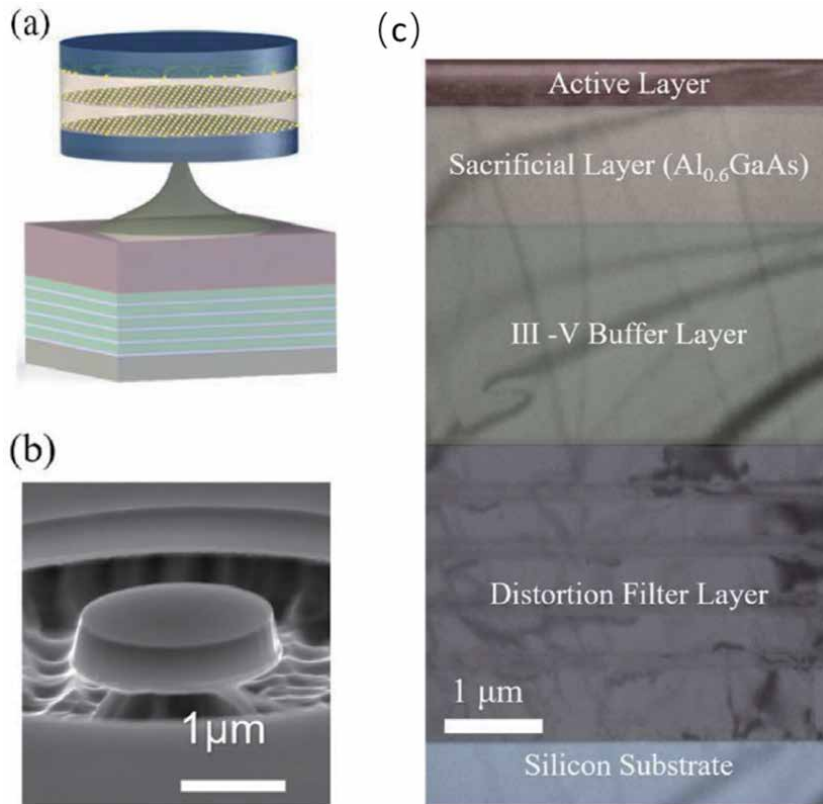 (a)
(b)
1μm
(c)
Active Layer
Sacrificial Layer (Al₀.₆GaAs)
III -V Buffer Layer
Distortion Filter Layer
1 μm
Silicon Substrate